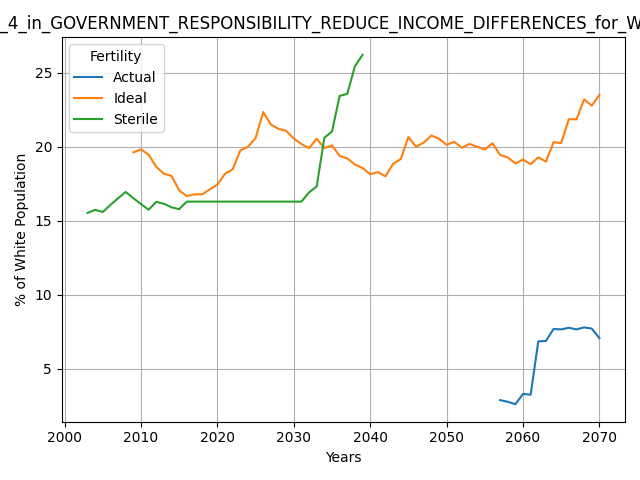 _4_in_GOVERNMENT_RESPONSIBILITY_REDUCE_INCOME_DIFFERENCES_for_W
Fertility
Actual
Ideal
Sterile
% of White Population
25
20
15
10
5
2000 2010 2020 2030 2040 2050 2060 2070
Years